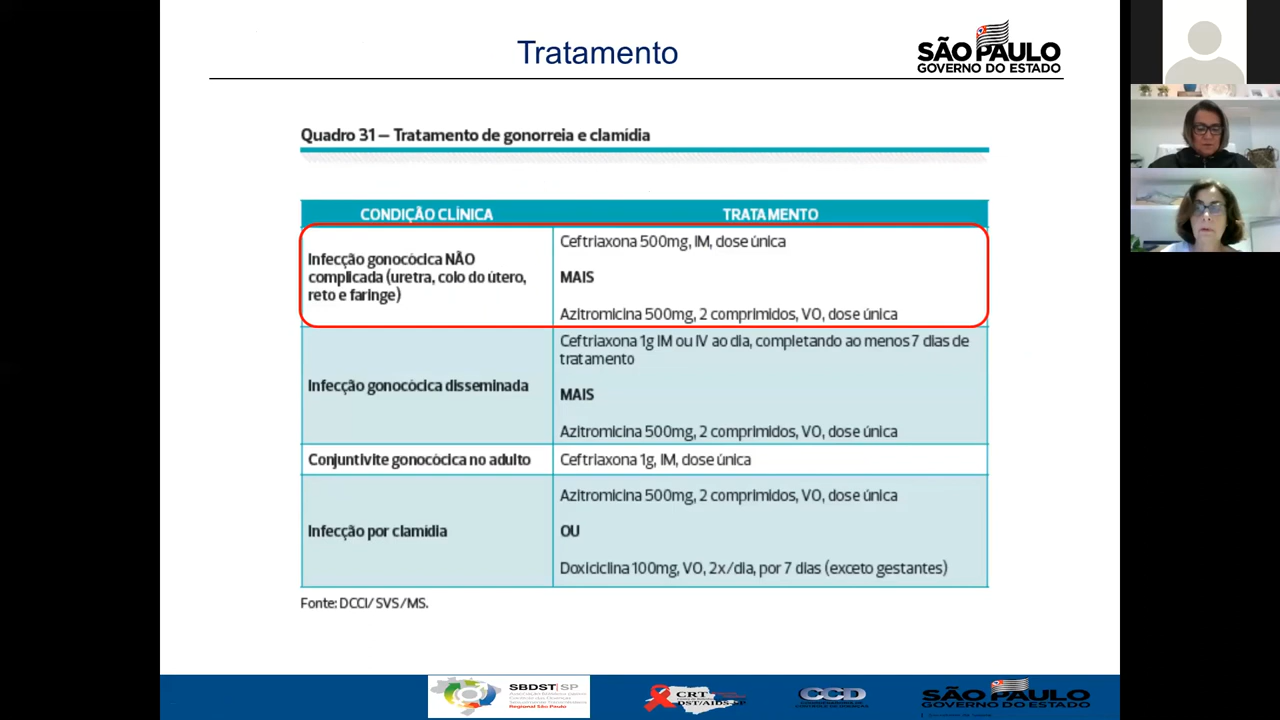 Tratamento
SÃO PAULO
GOVERNO DO ESTADO
Quadro 31 – Tratamento de gonorreia e clamídia
CONDIÇÃO CLÍNICA
TRATAMENTO
Infecção gonocócica NÃO
complicada (uretra, colo do útero,
reto e faringe)
Ceftriaxona 500mg, IM, dose única
MAIS
Azitromicina 500mg, 2 comprimidos, VO, dose única
Infecção gonocócica disseminada
Ceftriaxona 1g IM ou IV ao dia, completando ao menos 7 dias de
tratamento
MAIS
Azitromicina 500mg, 2 comprimidos, VO, dose única
Conjuntivite gonocócica no adulto
Ceftriaxona 1g, IM, dose única
Infecção por clamídia
Azitromicina 500mg, 2 comprimidos, VO, dose única
OU
Doxiciclina 100mg, VO, 2x/dia, por 7 dias (exceto gestantes)
Fonte: DCCI/SVS/MS.
SBDST SP
Regional São Paulo
CRT
DST/AIDS-SP
CCD
SÃO PAULO
GOVERNO DO ESTADO